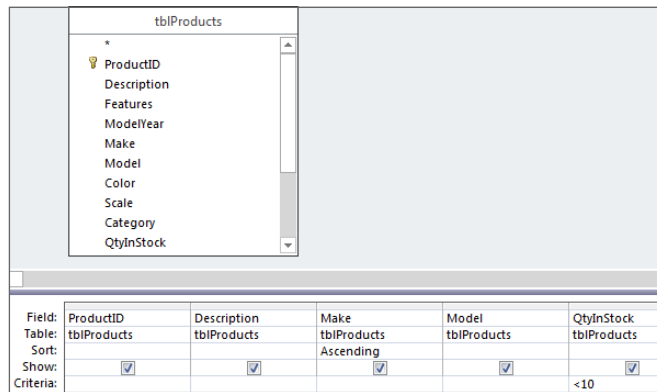 tblProducts
*
ProductID
Description
Features
ModelYear
Make
Model
Color
Scale
Category
QtyInStock
Field: ProductID Description Make Model QtyInStock
Table: tblProducts tblProducts tblProducts tblProducts tblProducts
Sort: Ascending
Show:
Criteria: <10